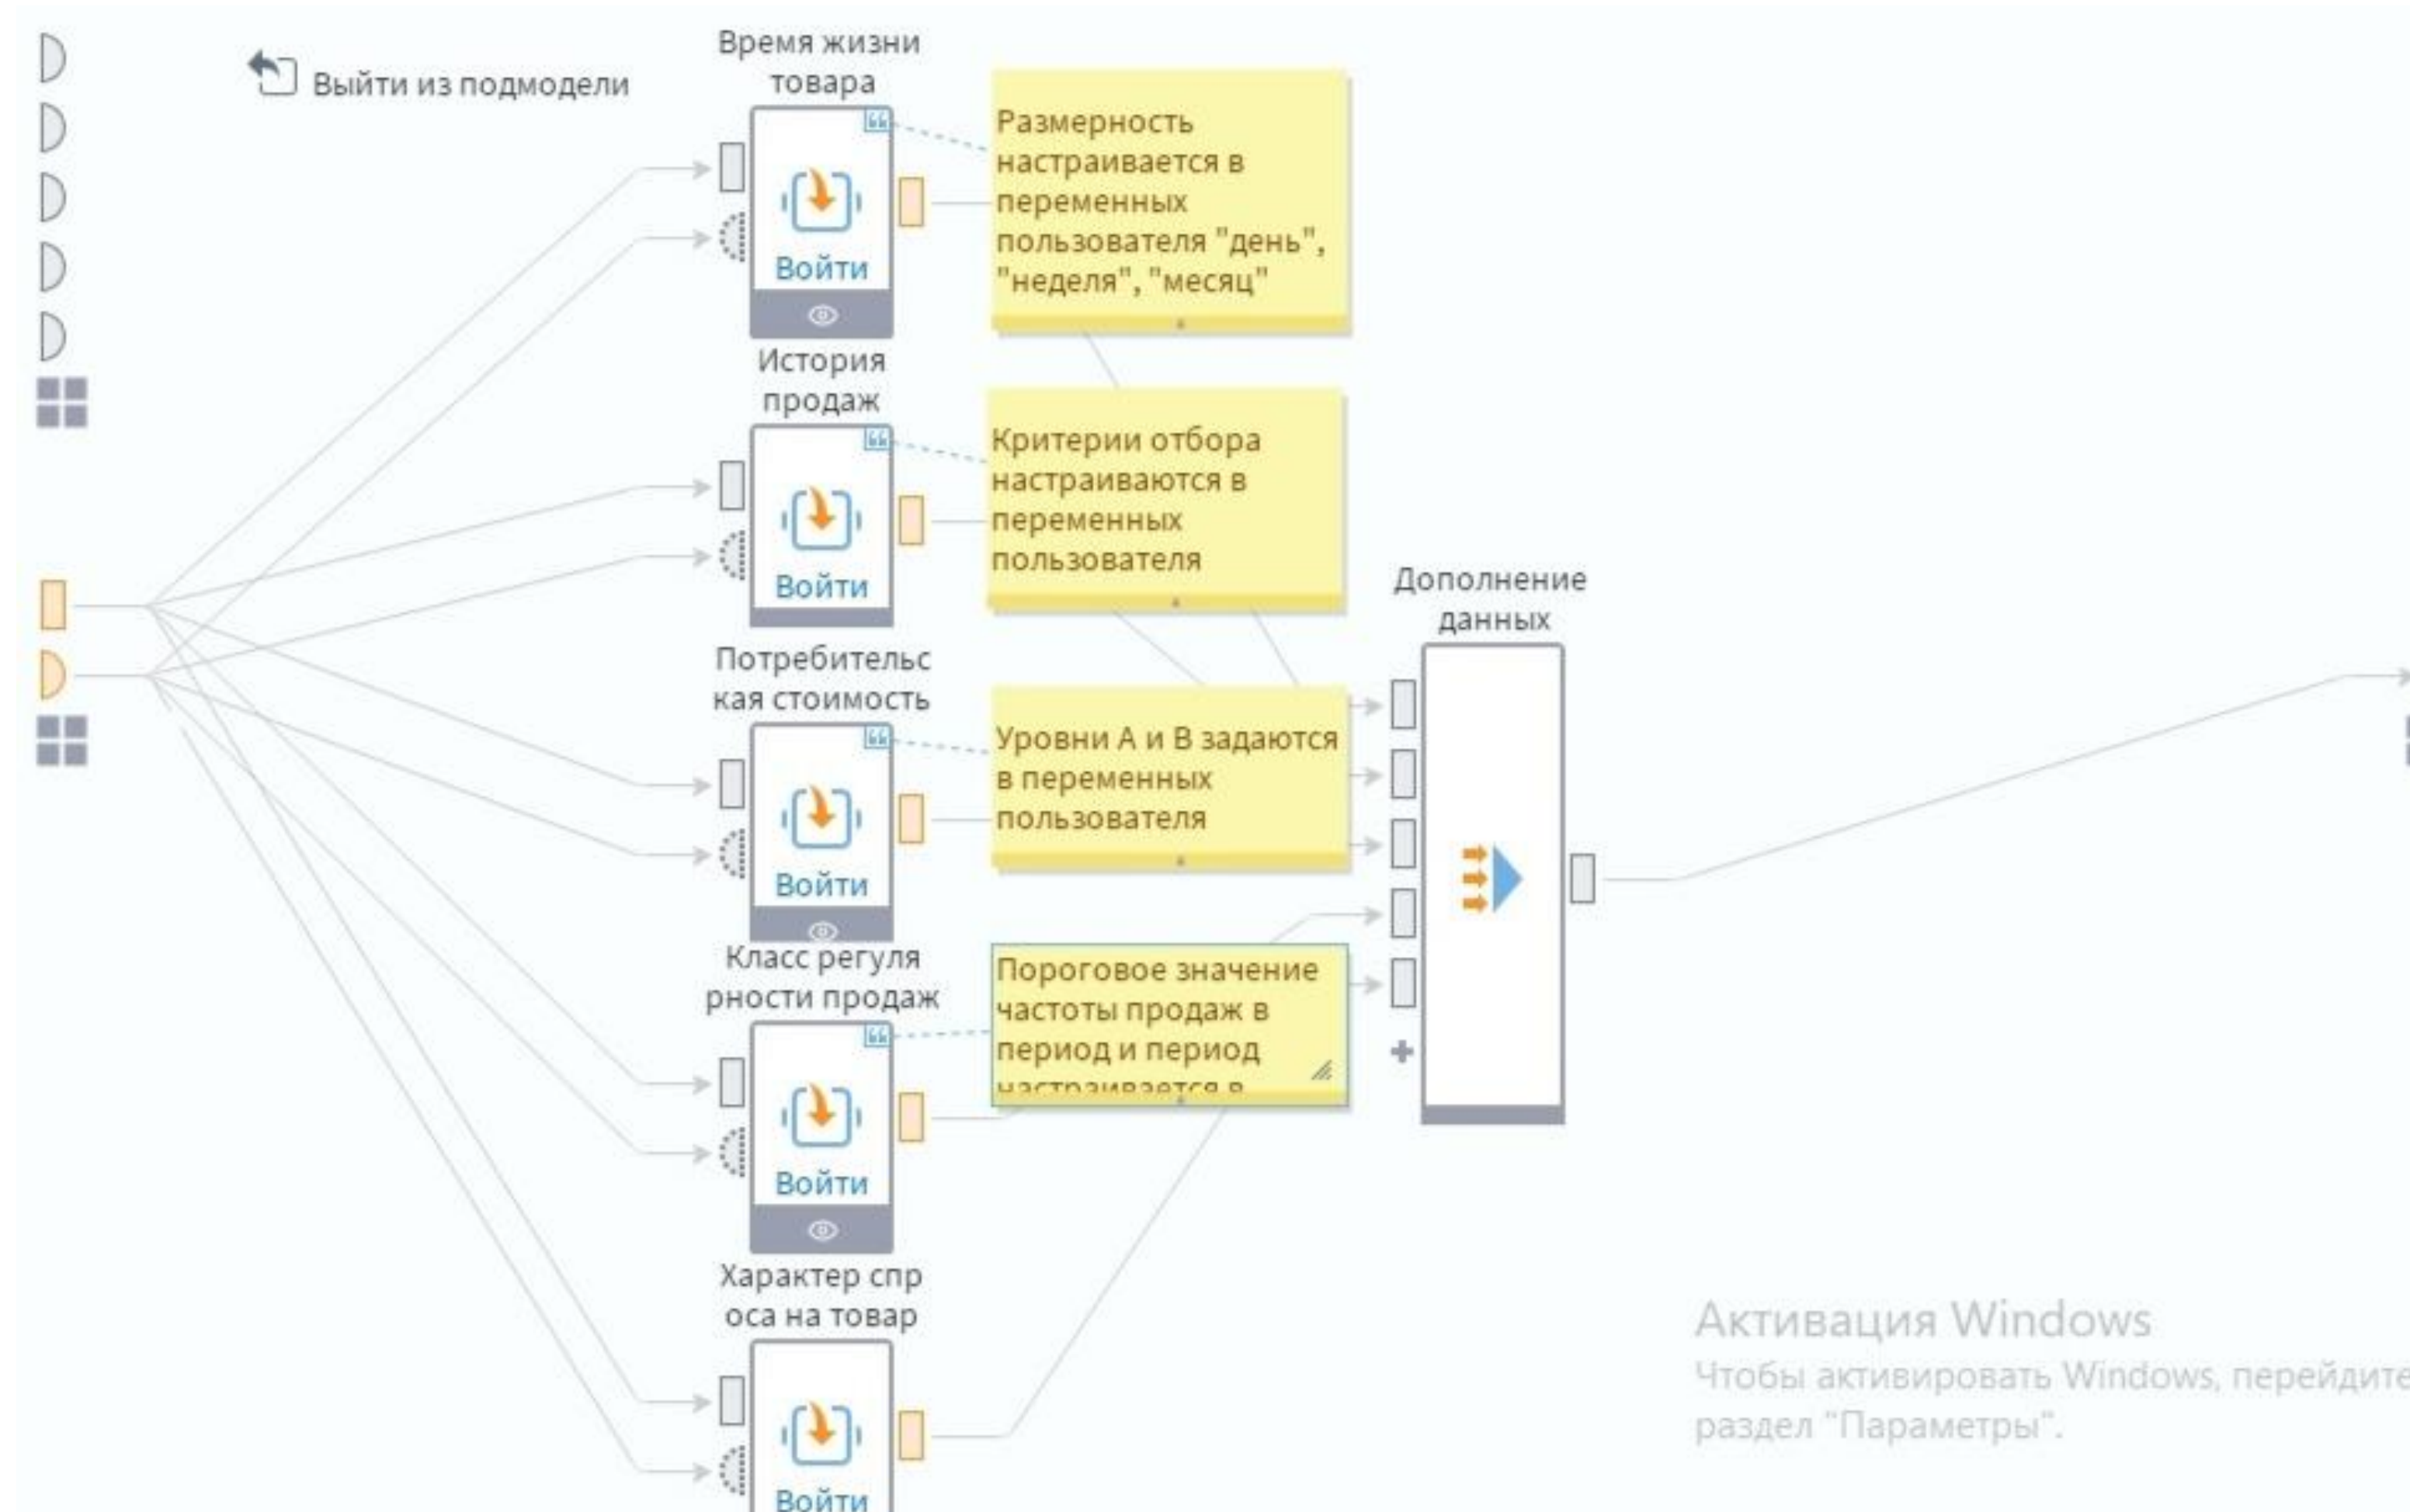 Выйти из подмодели
Время жизни
товара
Войти
Размерность
настраивается в
переменных
пользователя "день",
"неделя", "месяц"
История
продаж
Войти
Критерии отбора
настраиваются в
переменных
пользователя
Потребительс
кая стоимость
Войти
Уровни А и В задаются
в переменных
пользователя
Класс регуля
рности продаж
Войти
Пороговое значение
частоты продаж в
период и период
настраивается в
Характер спр
оса на товар
Войти
Дополнение
данных
Активация Windows
Чтобы активировать Windows, перейдите
раздел "Параметры".